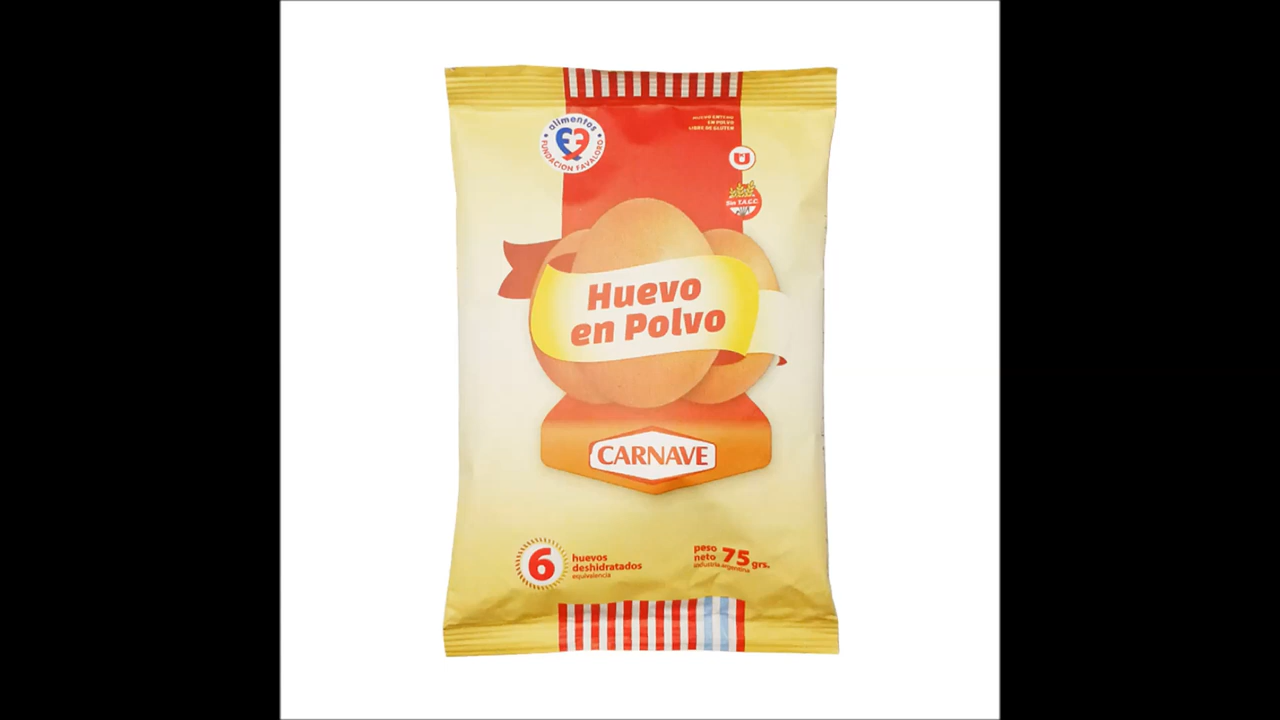 alimentos
FUNDACION FAVALORO
HUEVO ENTERO
EN POLVO
LIBRE DE GLUTEN
U
Sin T.A.C.C.
Huevo
en Polvo
CARNAVE
6
huevos
deshidratados
equivalencia
peso
neto 75 grs.
industria argentina